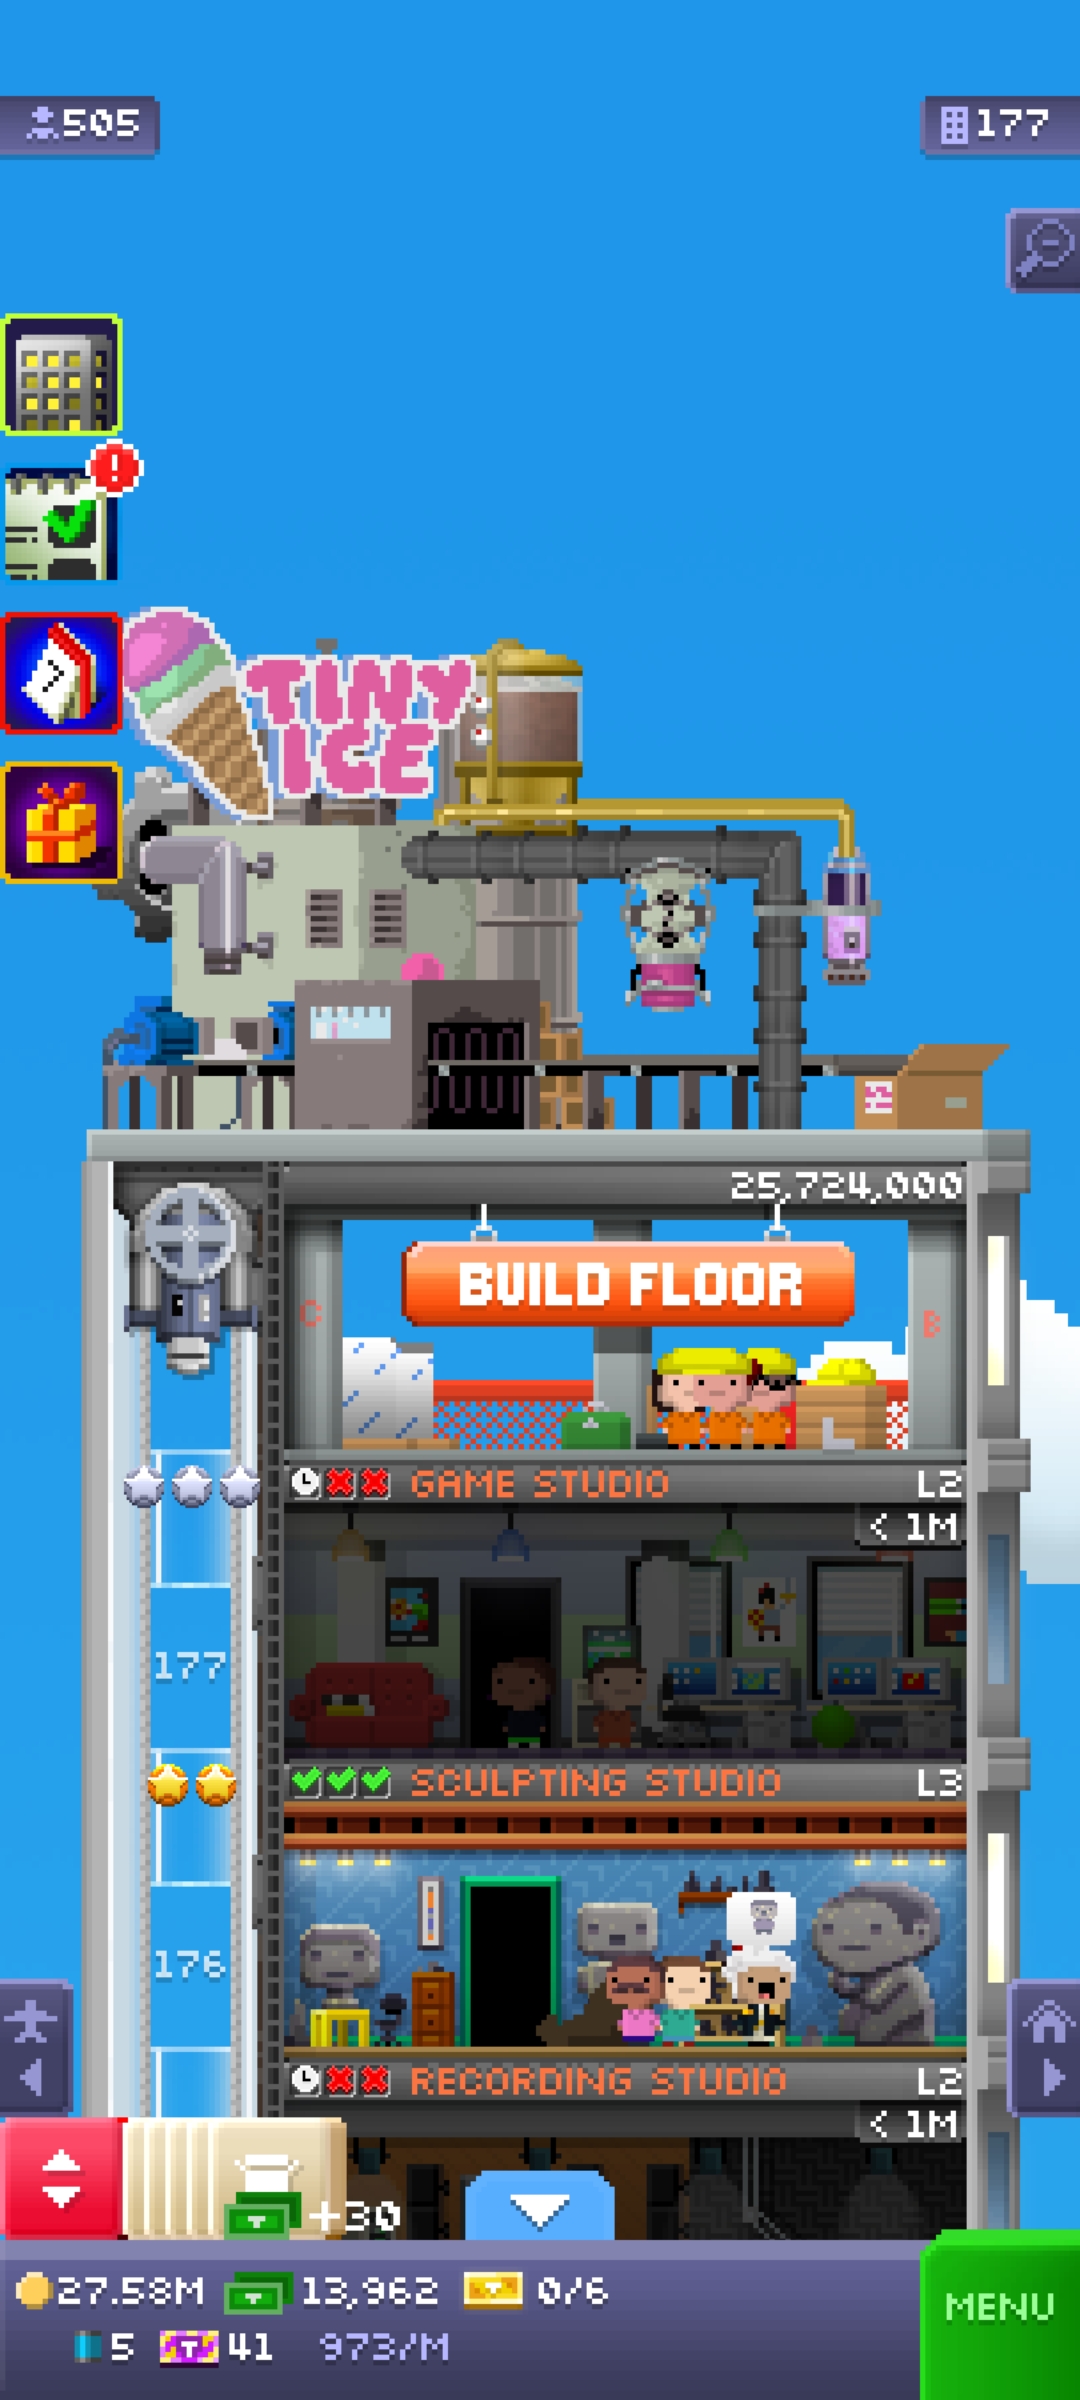 505
177
7
TINY
ICE
25,724,000
BUILD FLOOR
C
B
GAME STUDIO L2
< 1M
177
SCULPTING STUDIO L3
176
RECORDING STUDIO L2
< 1M
+30
27.58M 13,962 0/6
MENU
5 41 973/M